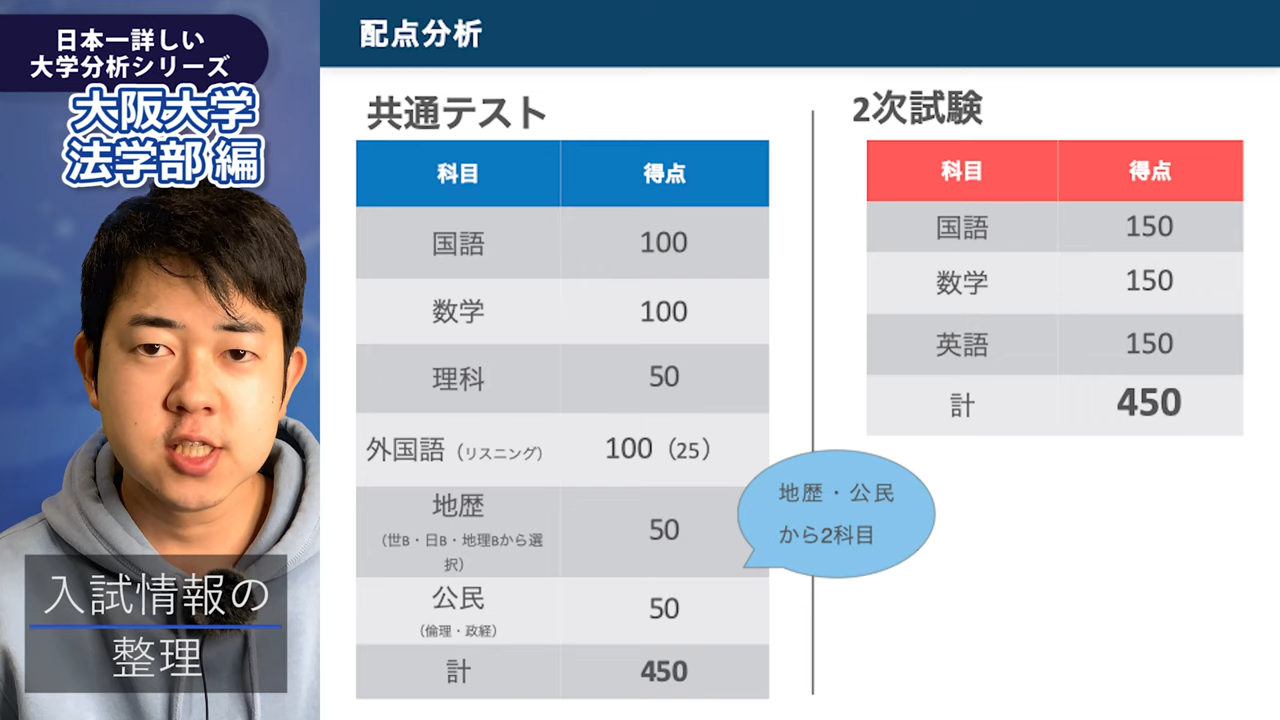 日本一詳しい
大学分析シリーズ
大阪大学
法学部 編
入試情報の
整理
配点分析
共通テスト
科目 得点
国語 100
数学 100
理科 50
外国語（リスニング） 100（25）
地歴 50
（世B・日B・地理Bから選
択）
公民 50
（倫理・政経）
計 450
地歴・公民
から2科目
2次試験
科目 得点
国語 150
数学 150
英語 150
計 450